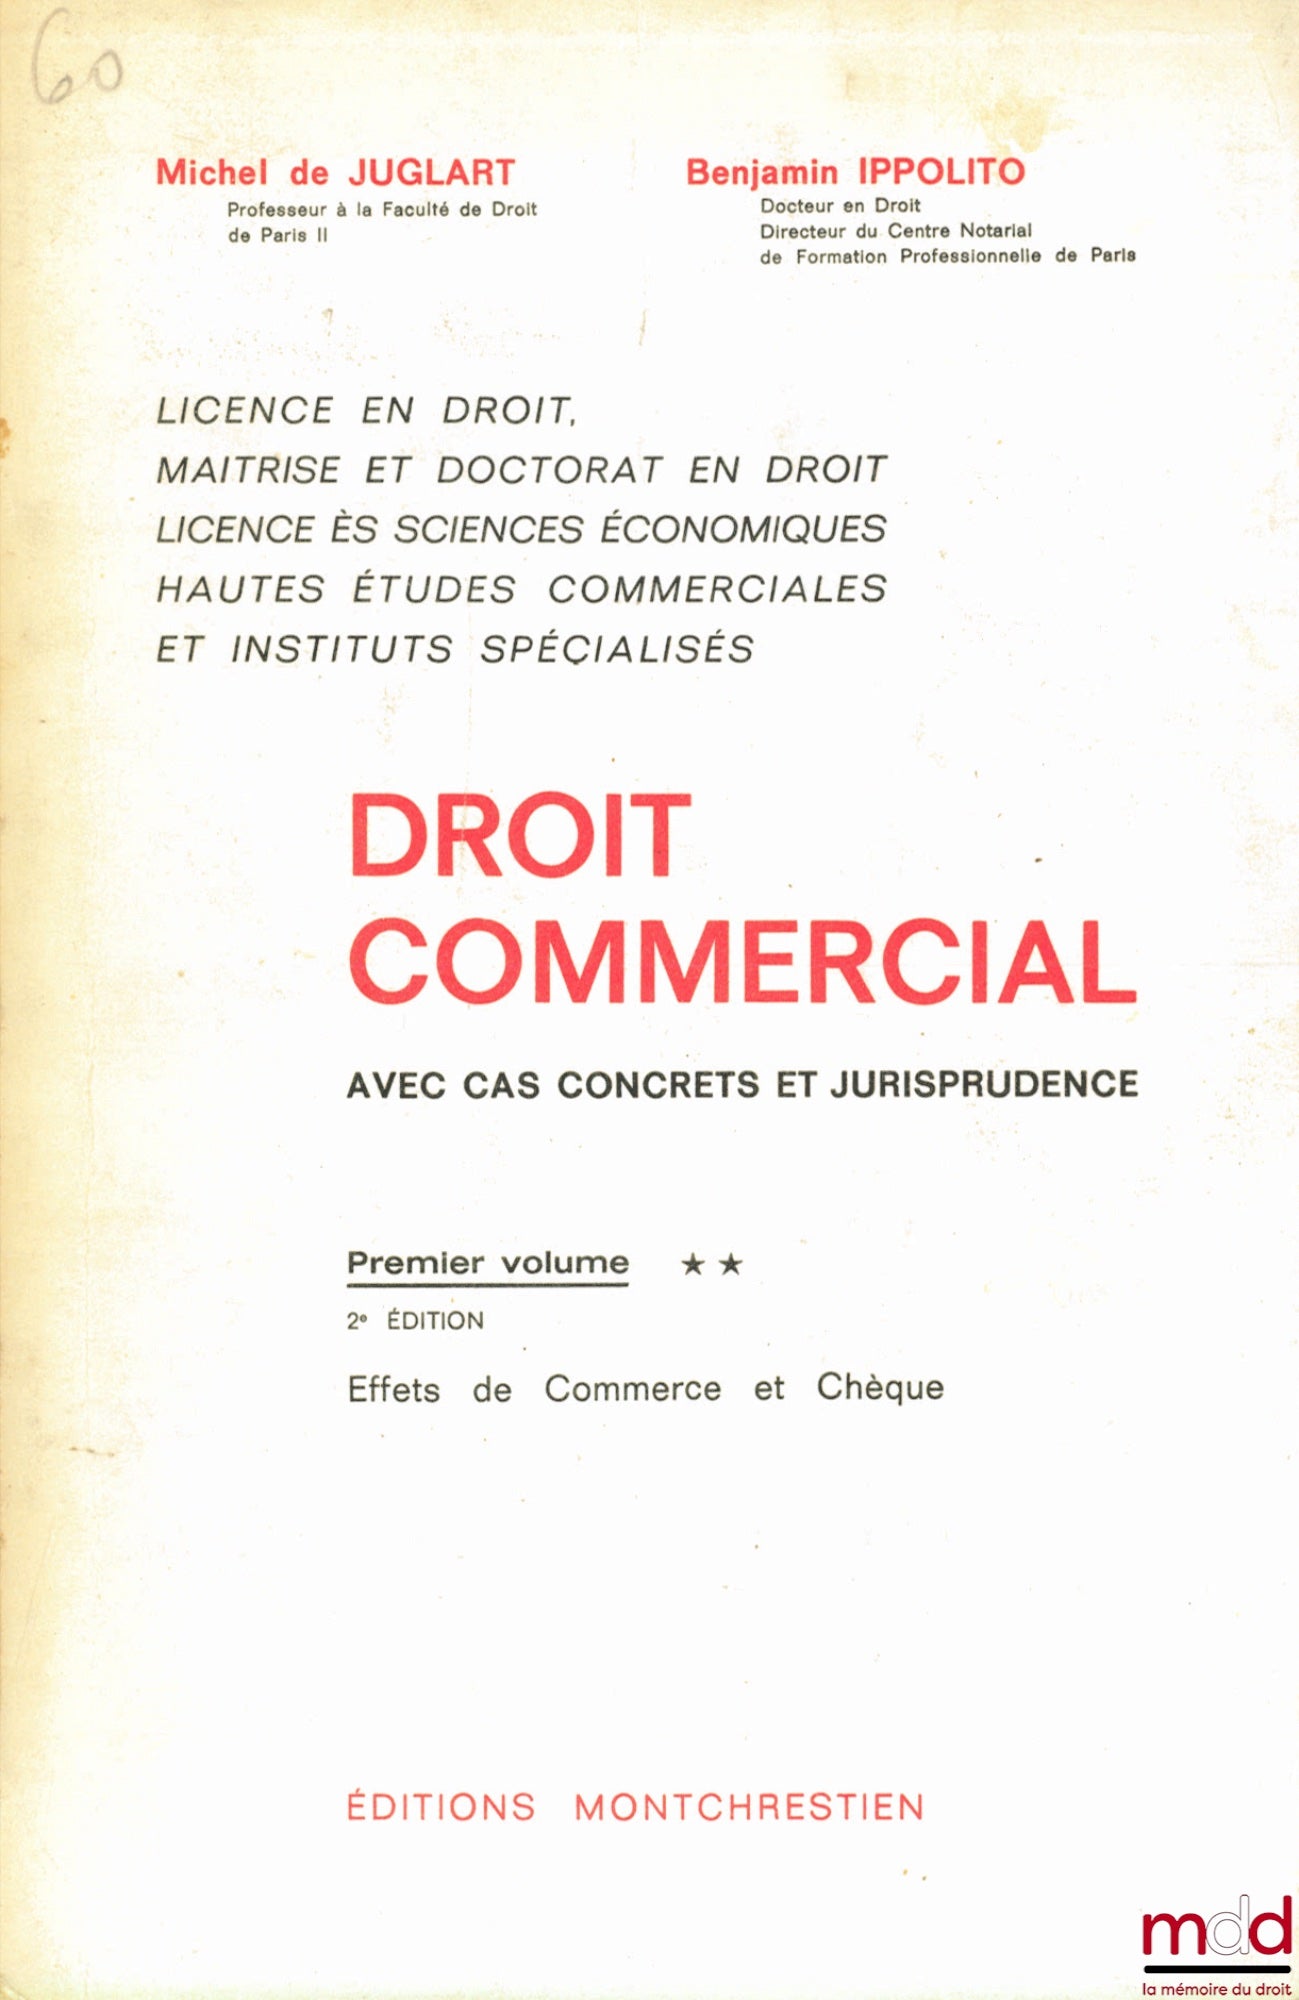 60
Michel de JUGLART
Professeur à la Faculté de Droit
de Paris II
Benjamin IPPOLITO
Docteur en Droit
Directeur du Centre Notarial
de Formation Professionnelle de Paris
LICENCE EN DROIT,
MAITRISE ET DOCTORAT EN DROIT
LICENCE ÈS SCIENCES ÉCONOMIQUES
HAUTES ÉTUDES COMMERCIALES
ET INSTITUTS SPÉCIALISÉS
DROIT
COMMERCIAL
AVEC CAS CONCRETS ET JURISPRUDENCE
Premier volume ★ ★
2e ÉDITION
Effets de Commerce et Chèque
ÉDITIONS MONTCHRESTIEN
mdd
la mémoire du droit